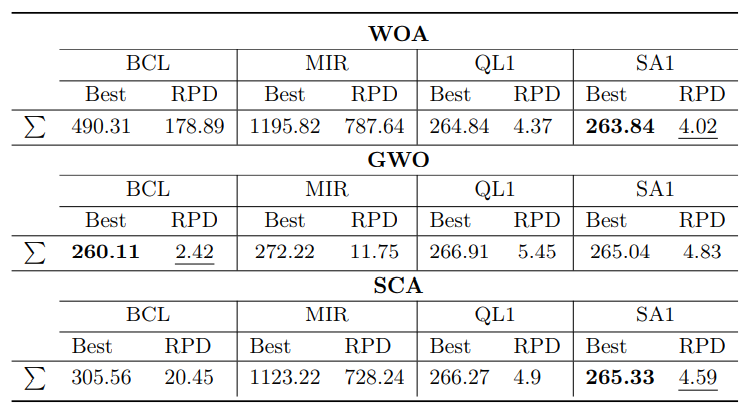 WOA
BCL MIR QL1 SA1
Best RPD Best RPD Best RPD Best RPD
∑ 490.31 178.89 1195.82 787.64 264.84 4.37 263.84 4.02
GWO
BCL MIR QL1 SA1
Best RPD Best RPD Best RPD Best RPD
∑ 260.11 2.42 272.22 11.75 266.91 5.45 265.04 4.83
SCA
BCL MIR QL1 SA1
Best RPD Best RPD Best RPD Best RPD
∑ 305.56 20.45 1123.22 728.24 266.27 4.9 265.33 4.59